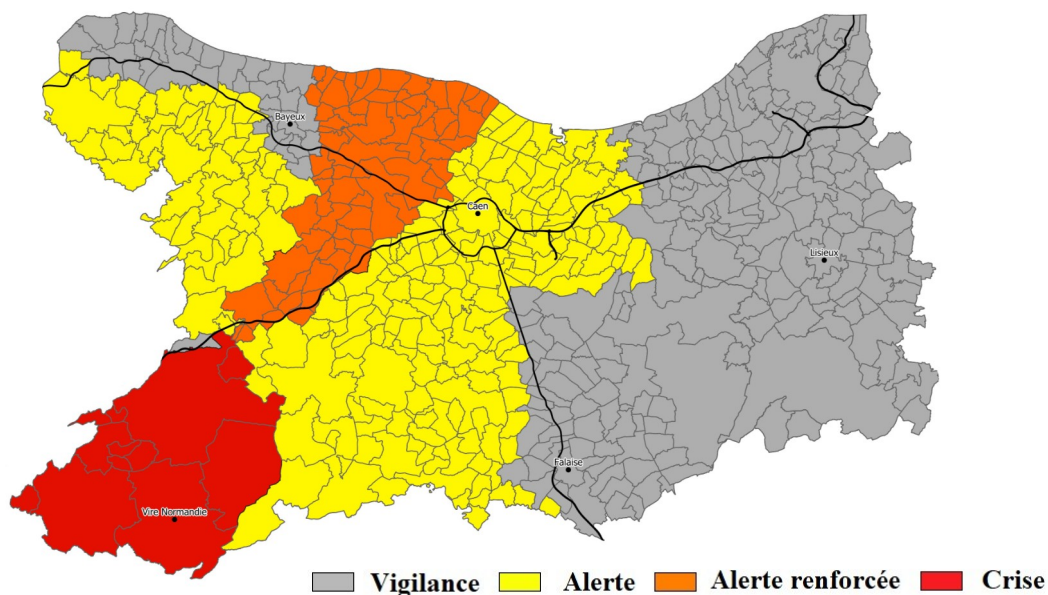 Bayeux
Caen
Lisieux
Falaise
Vire Normandie
Vigilance Alerte Alerte renforcée Crise